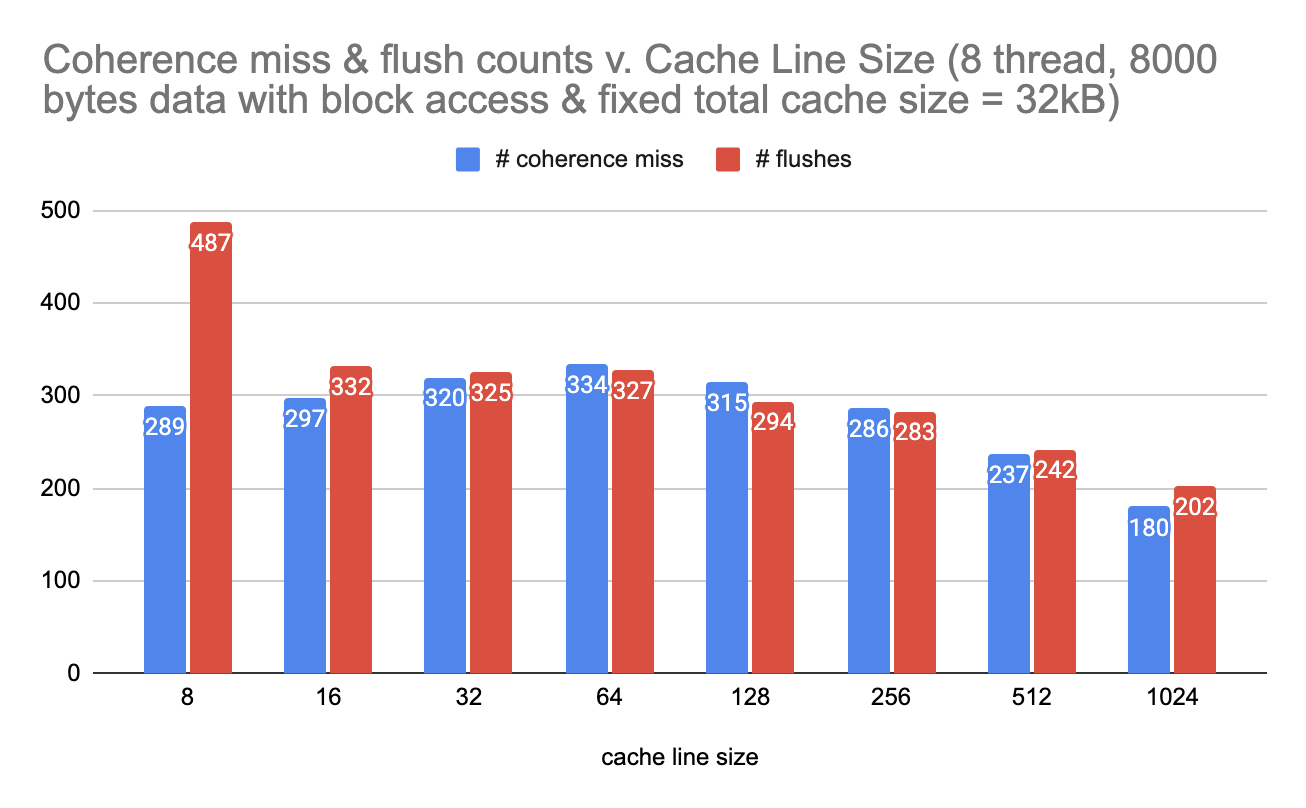 Coherence miss & flush counts v. Cache Line Size (8 thread, 8000
bytes data with block access & fixed total cache size = 32kB)
# coherence miss # flushes
500
400
300
200
100
0
289 487
297 332
320 325
334 327
315 294
286 283
237 242
180 202
8 16 32 64 128 256 512 1024
cache line size